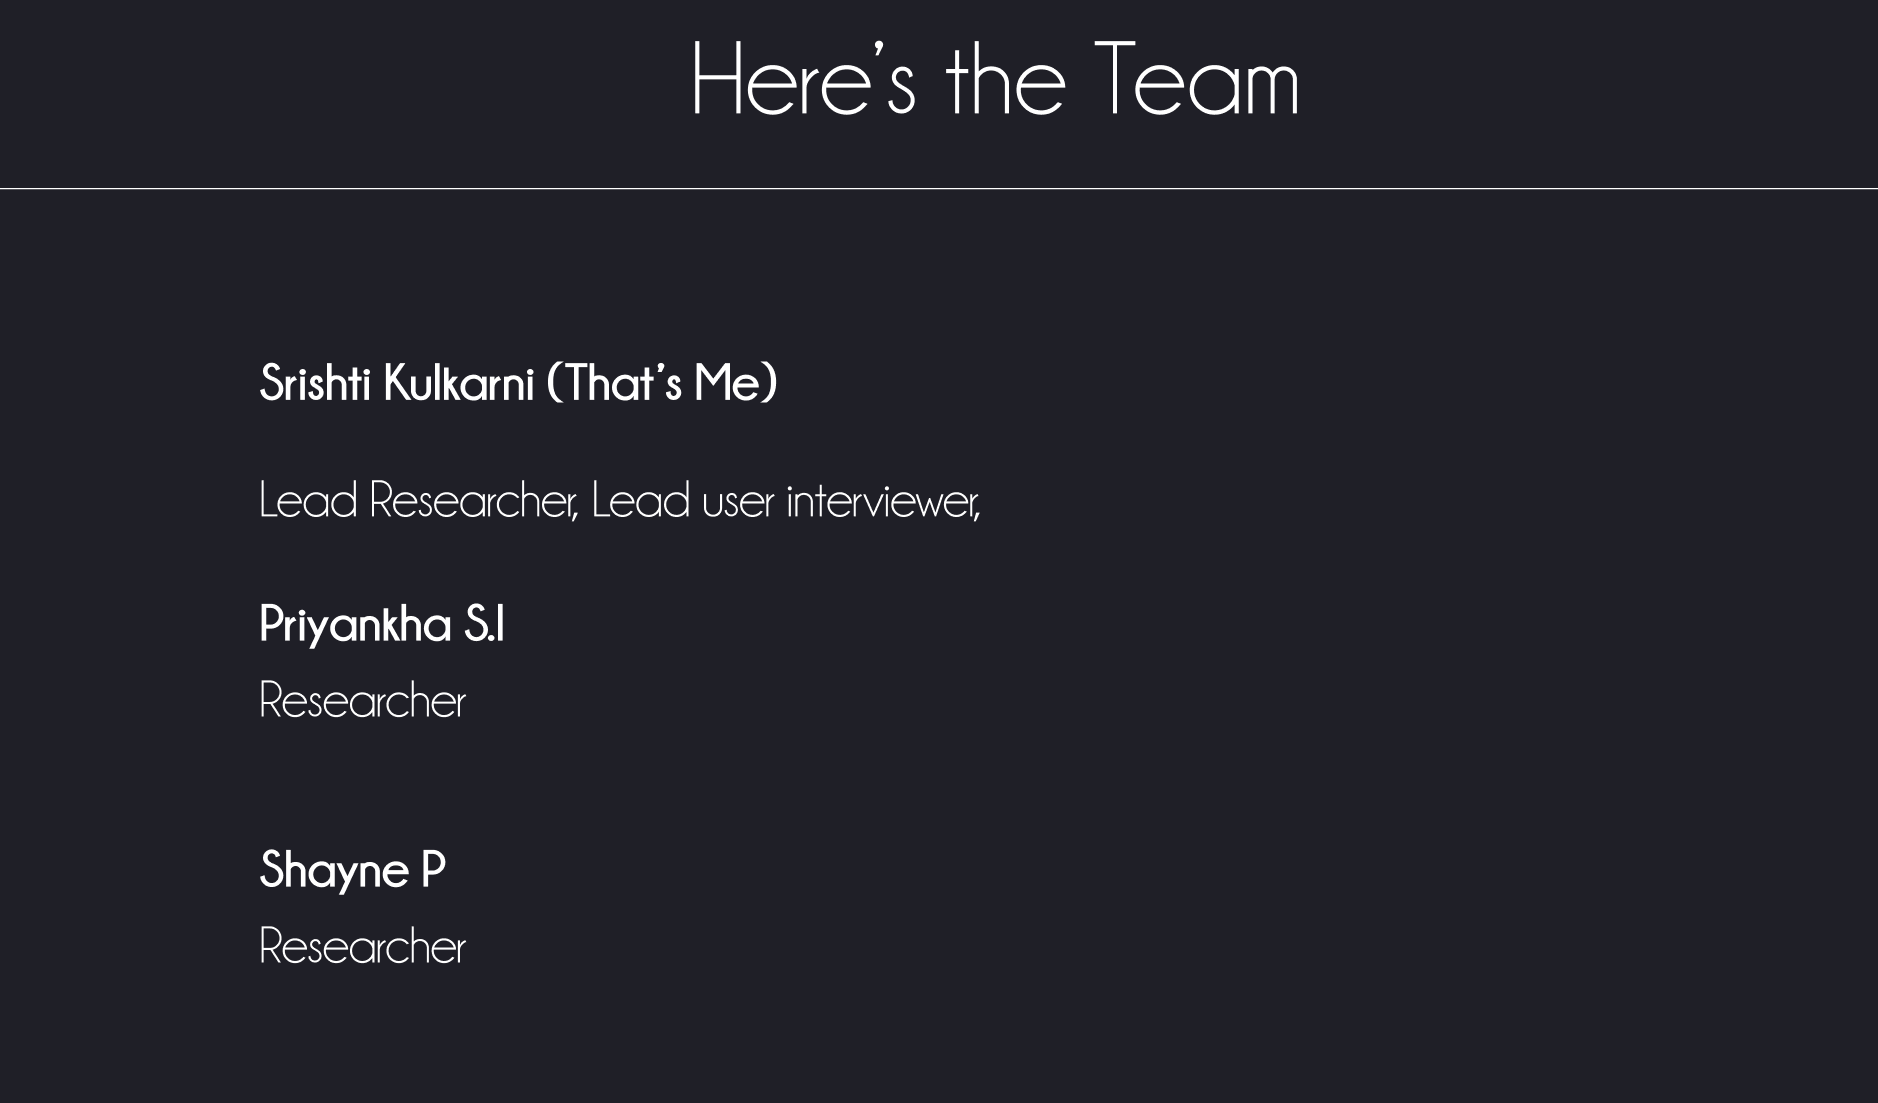 Here’s the Team
Srishti Kulkarni (That’s Me)
Lead Researcher, Lead user interviewer,
Priyankha S.I
Researcher
Shayne P
Researcher